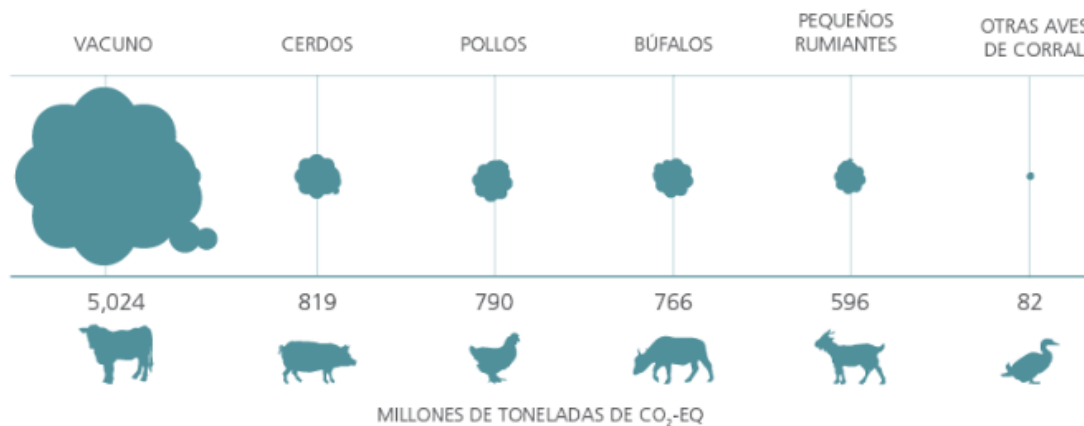 VACUNO
CERDOS
POLLOS
BÚFALOS
PEQUEÑOS
RUMIANTES
OTRAS AVES
DE CORRAL
5,024
819
790
766
596
82
MILLONES DE TONELADAS DE CO₂-EQ